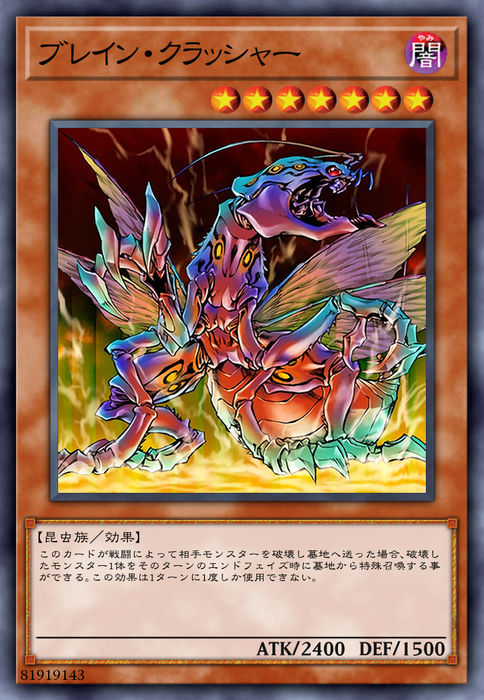 ブレイン・クラッシャー
やみ
闇
【昆虫族／効果】
このカードが戦闘によって相手モンスターを破壊し墓地へ送った場合、破壊し
たモンスター1体をそのターンのエンドフェイズ時に墓地から特殊召喚する事
ができる。この効果は1ターンに1度しか使用できない。
ATK/2400 DEF/1500
81919143